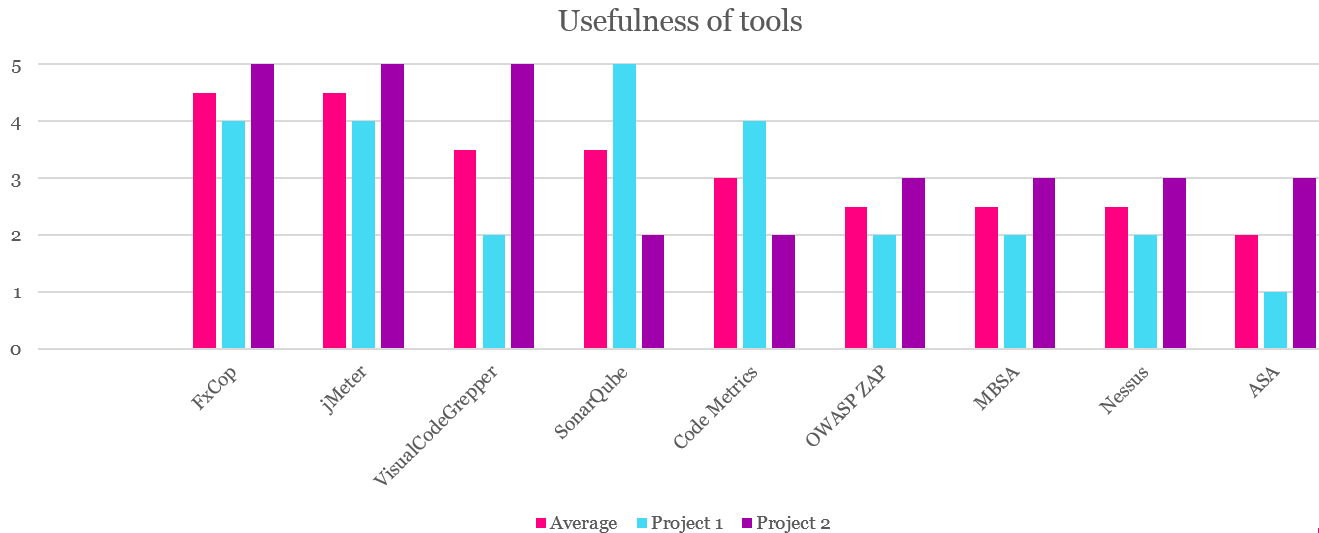 Usefulness of tools
5
4
3
2
1
0
FxCop
jMeter
VisualCodeGrepper
SonarQube
Code Metrics
OWASP ZAP
MBSA
Nessus
ASA
Average Project 1 Project 2